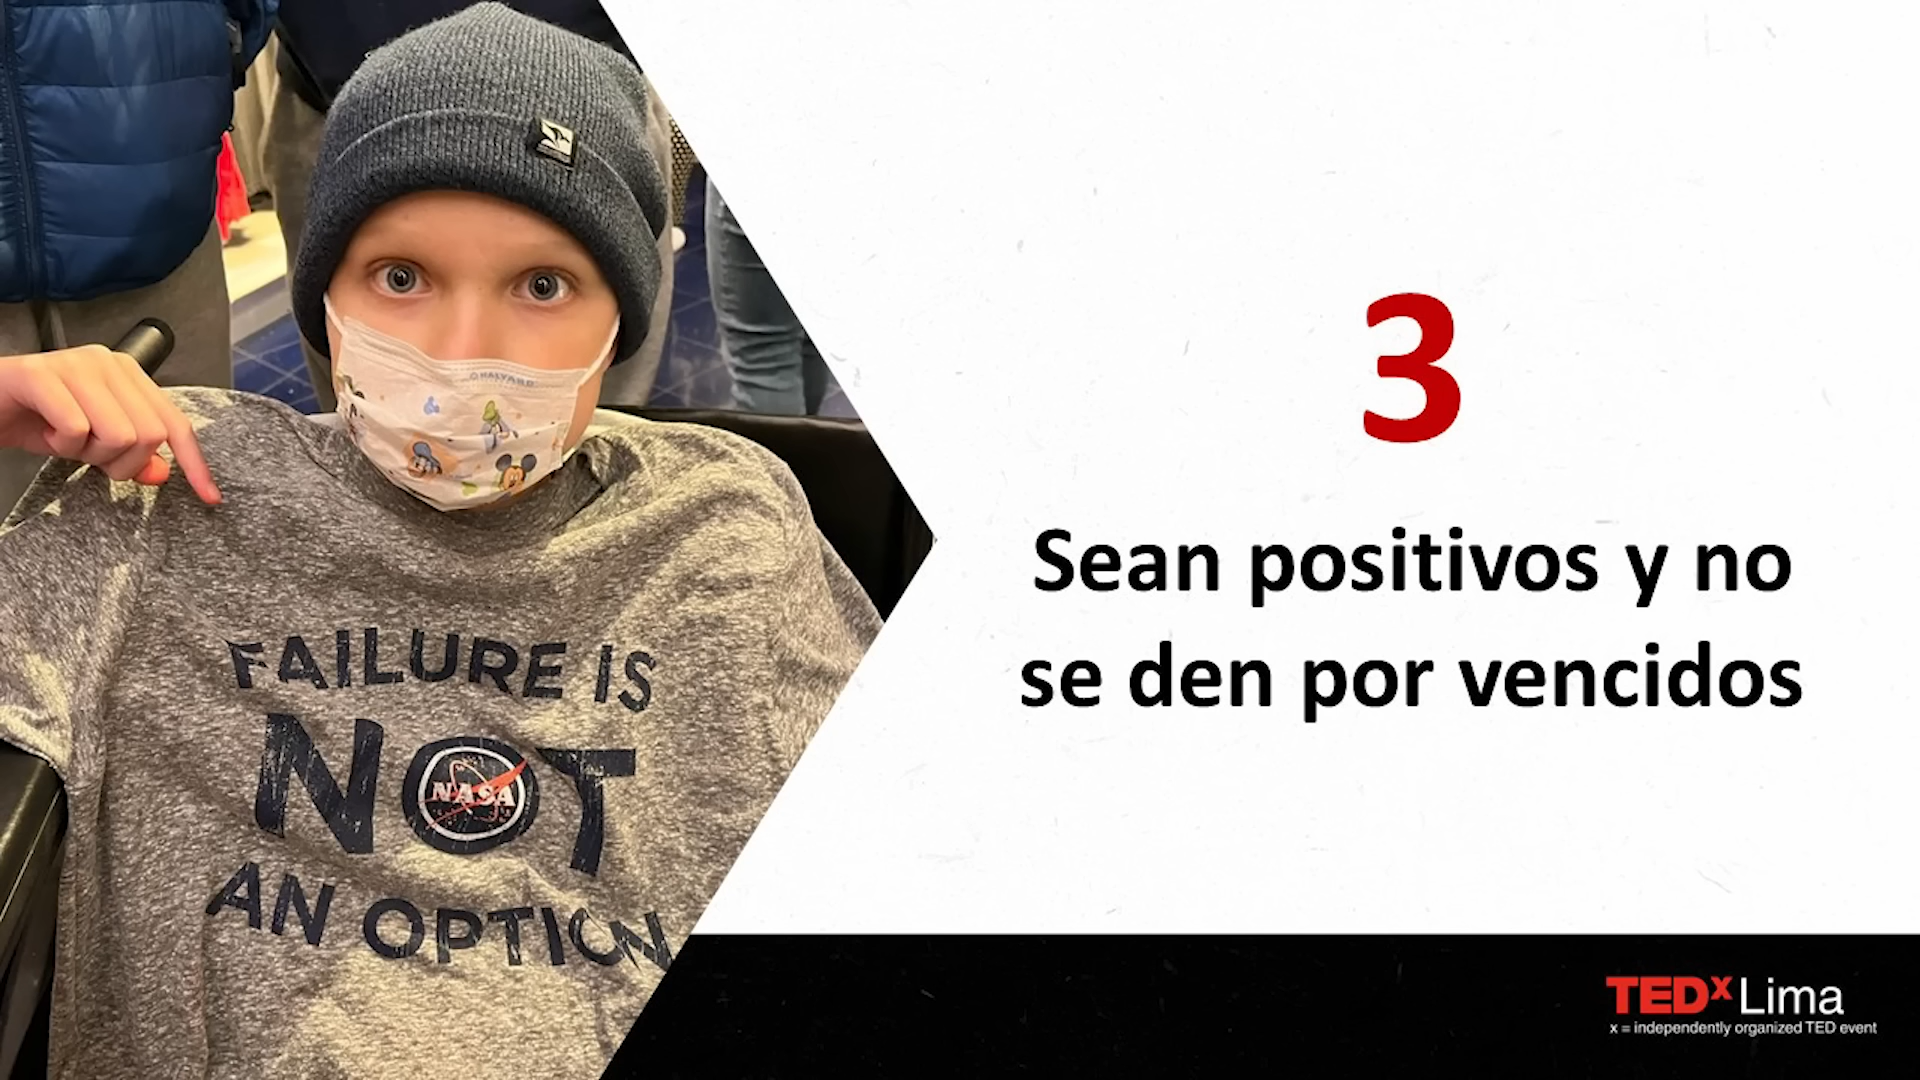 HALYARD
FAILURE IS
NOT
NASA
AN OPTION
3
Sean positivos y no
se den por vencidos
TEDx Lima
x = independently organized TED event